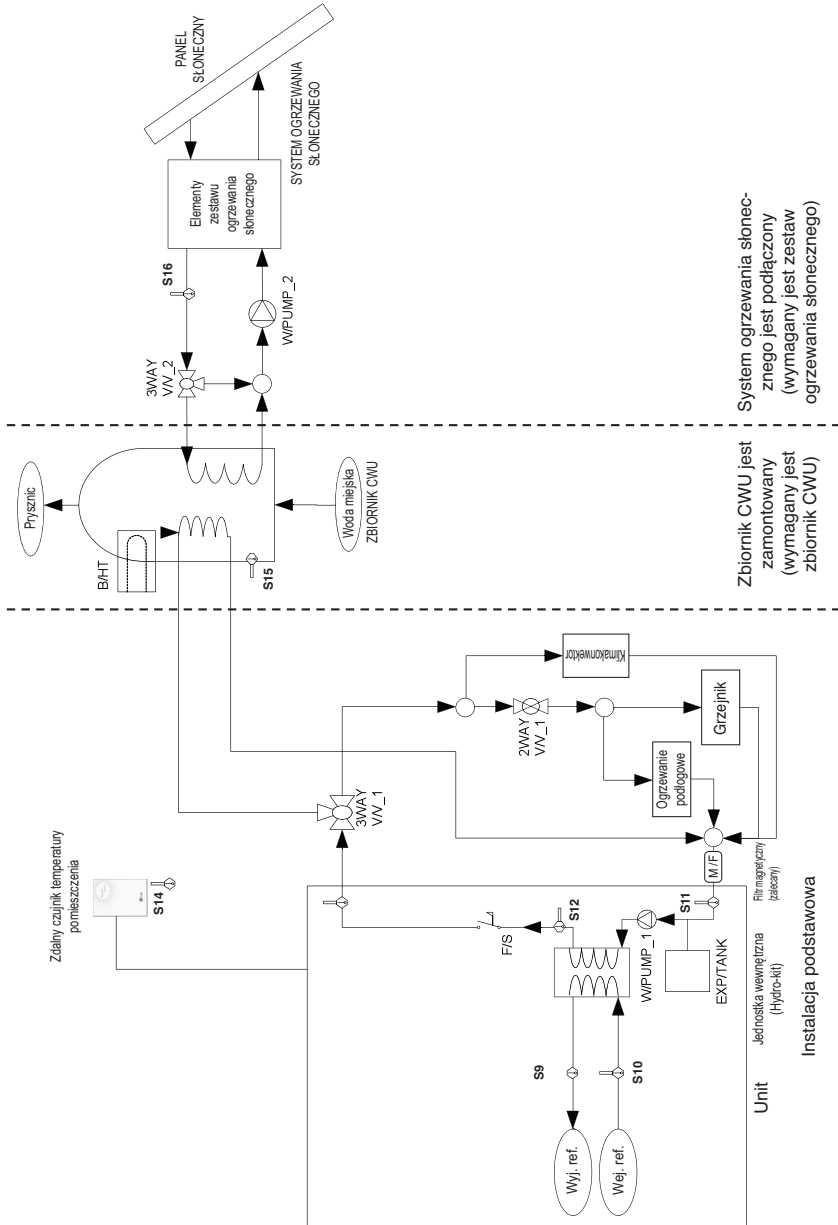 PANEL
SŁONECZNY
SYSTEM OGRZEWANIA
SŁONECZNEGO
Elementy
zestawu
ogrzewania
słonecznego
S16
W/PUMP_2
3WAY
V/V_2
Prysznic
B/HT
S15
Woda miejska
ZBIORNIK CWU
Zdalny czujnik temperatury
pomieszczenia
S14
3WAY
V/V_1
2WAY
V/V_1
Klimakonwektor
Grzejnik
Ogrzewanie
podłogowe
M/F
Filtr magnetyczny
(zalecany)
S11
S12
F/S
W/PUMP_1
EXP/TANK
S9
S10
Wyj. ref.
Wej. ref.
Unit
Jednostka wewnętrzna
(Hydro-kit)
Instalacja podstawowa
Zbiornik CWU jest
zamontowany
(wymagany jest
zbiornik CWU)
System ogrzewania słonec-
znego jest podłączony
(wymagany jest zestaw
ogrzewania słonecznego)